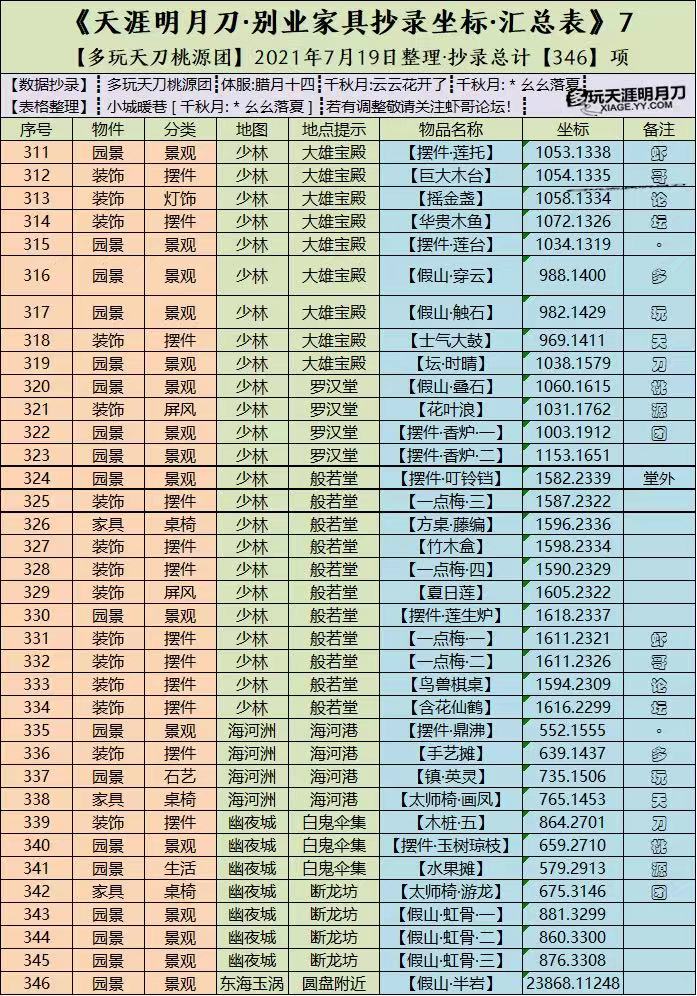 《天涯明月刀·别业家具抄录坐标·汇总表》7
【多玩天刀桃源团】2021年7月19日整理·抄录总计【346】项
【数据抄录】 多玩天刀桃源团 体服:腊月十四 千秋月:云云花开了 千秋月: * 幺幺落夏
【表格整理】 小城暖巷 [ 千秋月: * 幺幺落夏 ] 若有调整敬请关注虾哥论坛！
多玩天涯明月刀
XIAGE.YY.COM
序号 物件 分类 地图 地点提示 物品名称 坐标 备注
311 园景 景观 少林 大雄宝殿 【摆件·莲托】 1053.1338 虾
312 装饰 摆件 少林 大雄宝殿 【巨大木台】 1054.1335 哥
313 装饰 灯饰 少林 大雄宝殿 【摇金盏】 1058.1334 论
314 装饰 摆件 少林 大雄宝殿 【华贵木鱼】 1072.1326 坛
315 园景 景观 少林 大雄宝殿 【摆件·莲台】 1034.1319 。
316 园景 景观 少林 大雄宝殿 【假山·穿云】 988.1400 多
317 园景 景观 少林 大雄宝殿 【假山·触石】 982.1429 玩
318 装饰 摆件 少林 大雄宝殿 【士气大鼓】 969.1411 天
319 园景 景观 少林 大雄宝殿 【坛·时晴】 1038.1579 刀
320 园景 景观 少林 罗汉堂 【假山·叠石】 1060.1615 桃
321 装饰 屏风 少林 罗汉堂 【花叶浪】 1031.1762 源
322 园景 景观 少林 罗汉堂 【摆件·香炉·一】 1003.1912 团
323 园景 景观 少林 罗汉堂 【摆件·香炉·二】 1153.1651
324 园景 景观 少林 般若堂 【摆件·叮铃铛】 1582.2339 堂外
325 装饰 摆件 少林 般若堂 【一点梅·三】 1587.2322
326 家具 桌椅 少林 般若堂 【方桌·藤编】 1596.2336
327 装饰 摆件 少林 般若堂 【竹木盒】 1598.2334
328 装饰 摆件 少林 般若堂 【一点梅·四】 1590.2329
329 装饰 屏风 少林 般若堂 【夏日莲】 1605.2322
330 园景 景观 少林 般若堂 【摆件·莲生炉】 1618.2337
331 装饰 摆件 少林 般若堂 【一点梅·一】 1611.2321 虾
332 装饰 摆件 少林 般若堂 【一点梅·二】 1611.2326 哥
333 装饰 摆件 少林 般若堂 【鸟兽棋桌】 1594.2309 论
334 装饰 摆件 少林 般若堂 【含花仙鹤】 1616.2299 坛
335 园景 景观 海河洲 海河港 【摆件·鼎沸】 552.1555 。
336 装饰 摆件 海河洲 海河港 【手艺摊】 639.1437 多
337 园景 石艺 海河洲 海河港 【镇·英灵】 735.1506 玩
338 家具 桌椅 海河洲 海河港 【太师椅·画凤】 765.1453 天
339 装饰 摆件 幽夜城 白鬼伞集 【木桩·五】 864.2701 刀
340 园景 景观 幽夜城 白鬼伞集 【摆件·玉树琼枝】 659.2710 桃
341 园景 生活 幽夜城 白鬼伞集 【水果摊】 579.2913 源
342 家具 桌椅 幽夜城 断龙坊 【太师椅·游龙】 675.3146 团
343 园景 景观 幽夜城 断龙坊 【假山·虹骨·一】 881.3299
344 园景 景观 幽夜城 断龙坊 【假山·虹骨·二】 860.3300
345 园景 景观 幽夜城 断龙坊 【假山·虹骨·三】 876.3308
346 园景 景观 东海玉涡 圆盘附近 【假山·半岩】 23868.11248